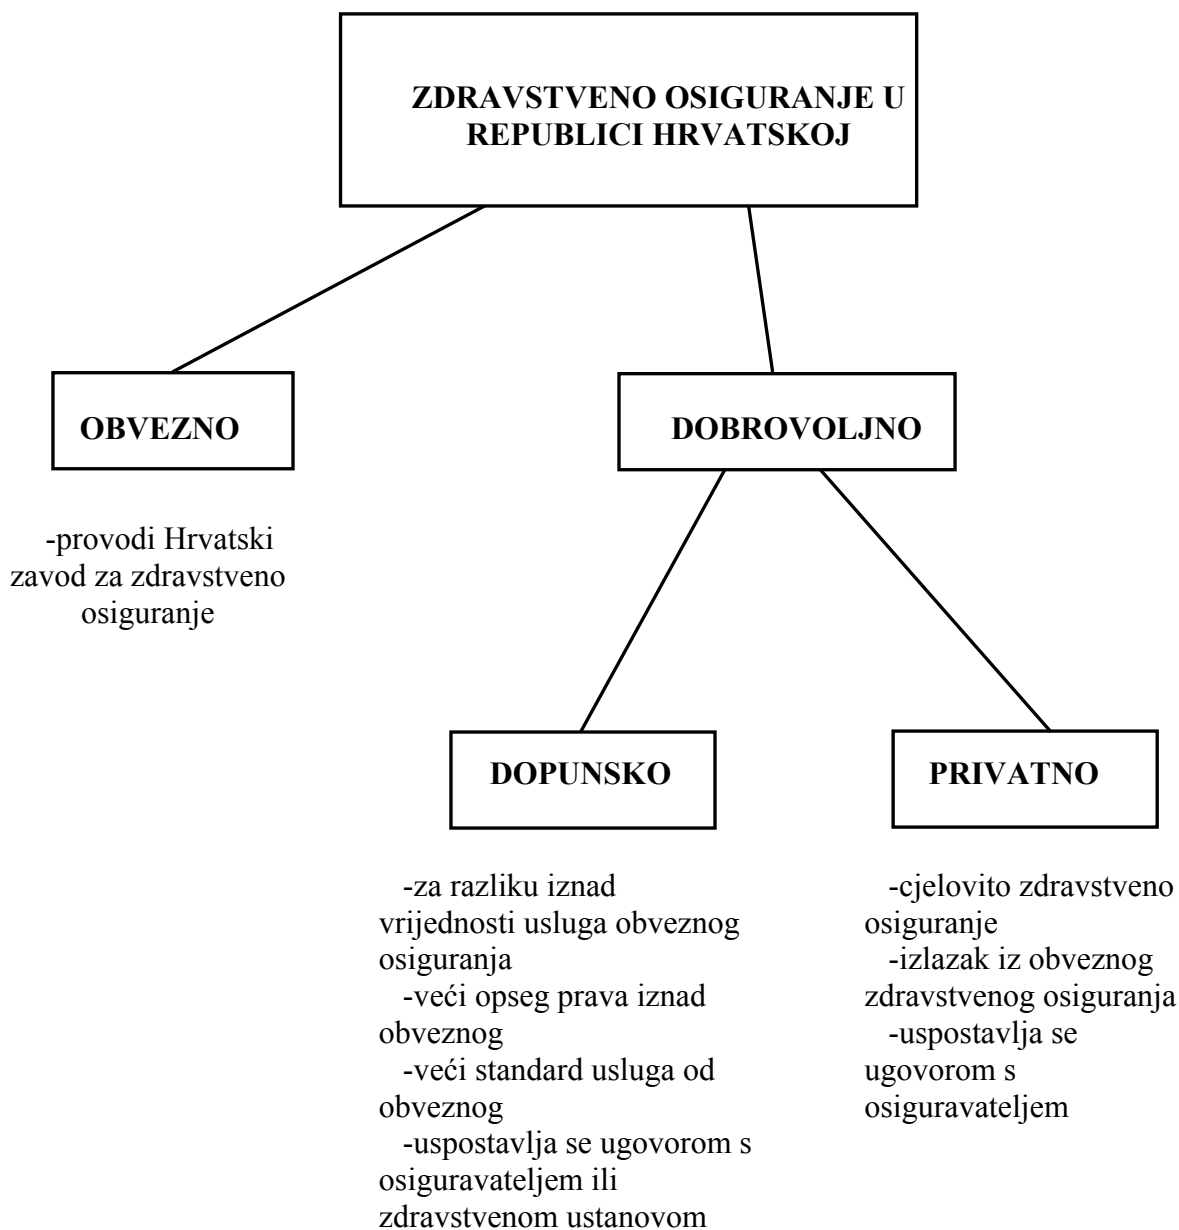 ZDRAVSTVENO OSIGURANJE U
REPUBLICI HRVATSKOJ
OBVEZNO
-provodi Hrvatski
zavod za zdravstveno
osiguranje
DOBROVOLJNO
DOPUNSKO
-za razliku iznad
vrijednosti usluga obveznog
osiguranja
-veći opseg prava iznad
obveznog
-veći standard usluga od
obveznog
-uspostavlja se ugovorom s
osiguravateljem ili
zdravstvenom ustanovom
PRIVATNO
-cjelovito zdravstveno
osiguranje
-izlazak iz obveznog
zdravstvenog osiguranja
-uspostavlja se
ugovorom s
osiguravateljem